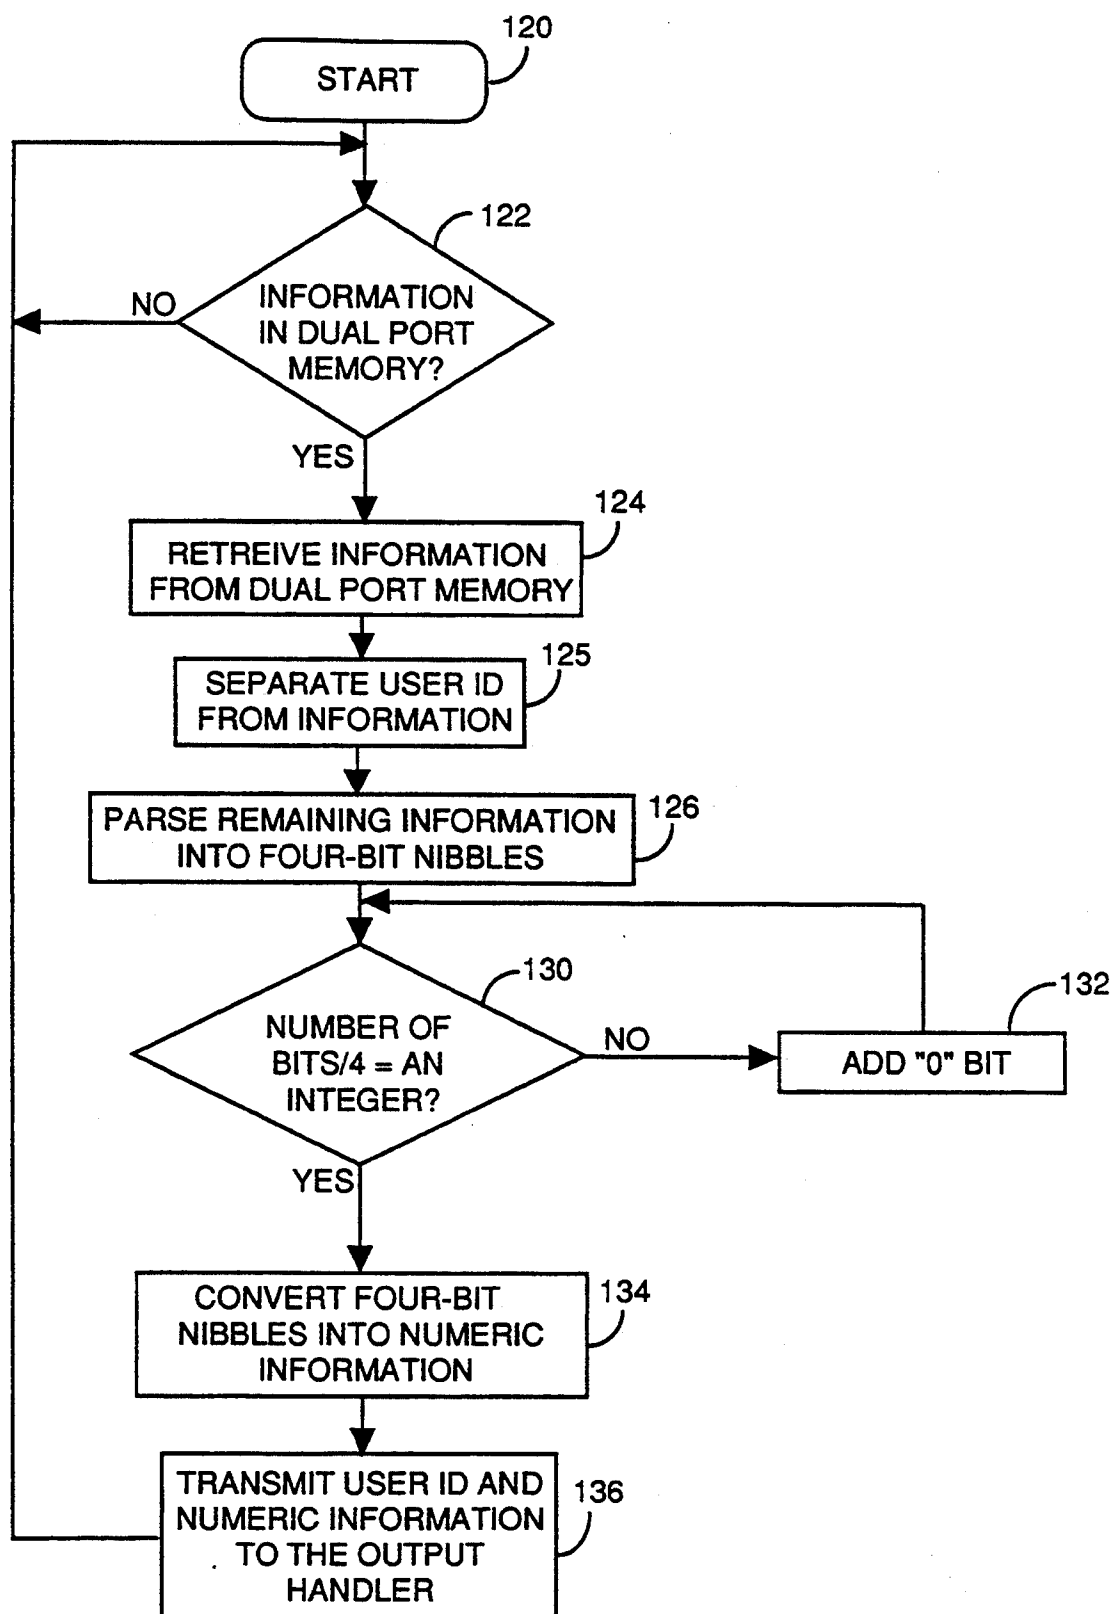 120
START
122
INFORMATION
IN DUAL PORT
MEMORY?
NO
YES
124
RETREIVE INFORMATION
FROM DUAL PORT MEMORY
125
SEPARATE USER ID
FROM INFORMATION
126
PARSE REMAINING INFORMATION
INTO FOUR-BIT NIBBLES
130
NUMBER OF
BITS/4 = AN
INTEGER?
NO
132
ADD "0" BIT
YES
134
CONVERT FOUR-BIT
NIBBLES INTO NUMERIC
INFORMATION
136
TRANSMIT USER ID AND
NUMERIC INFORMATION
TO THE OUTPUT
HANDLER